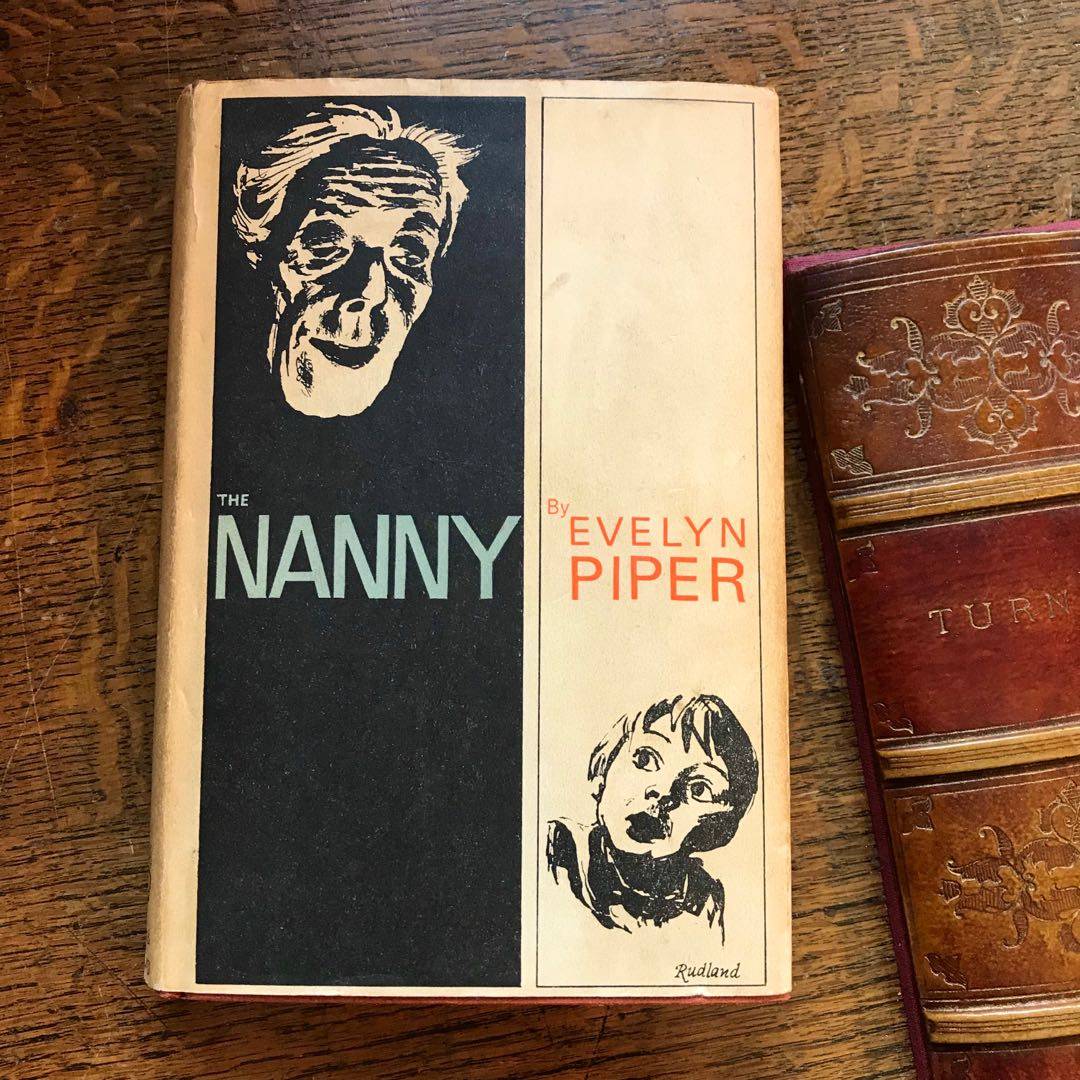 THE
NANNY
By
EVELYN
PIPER
Rudland
TURN